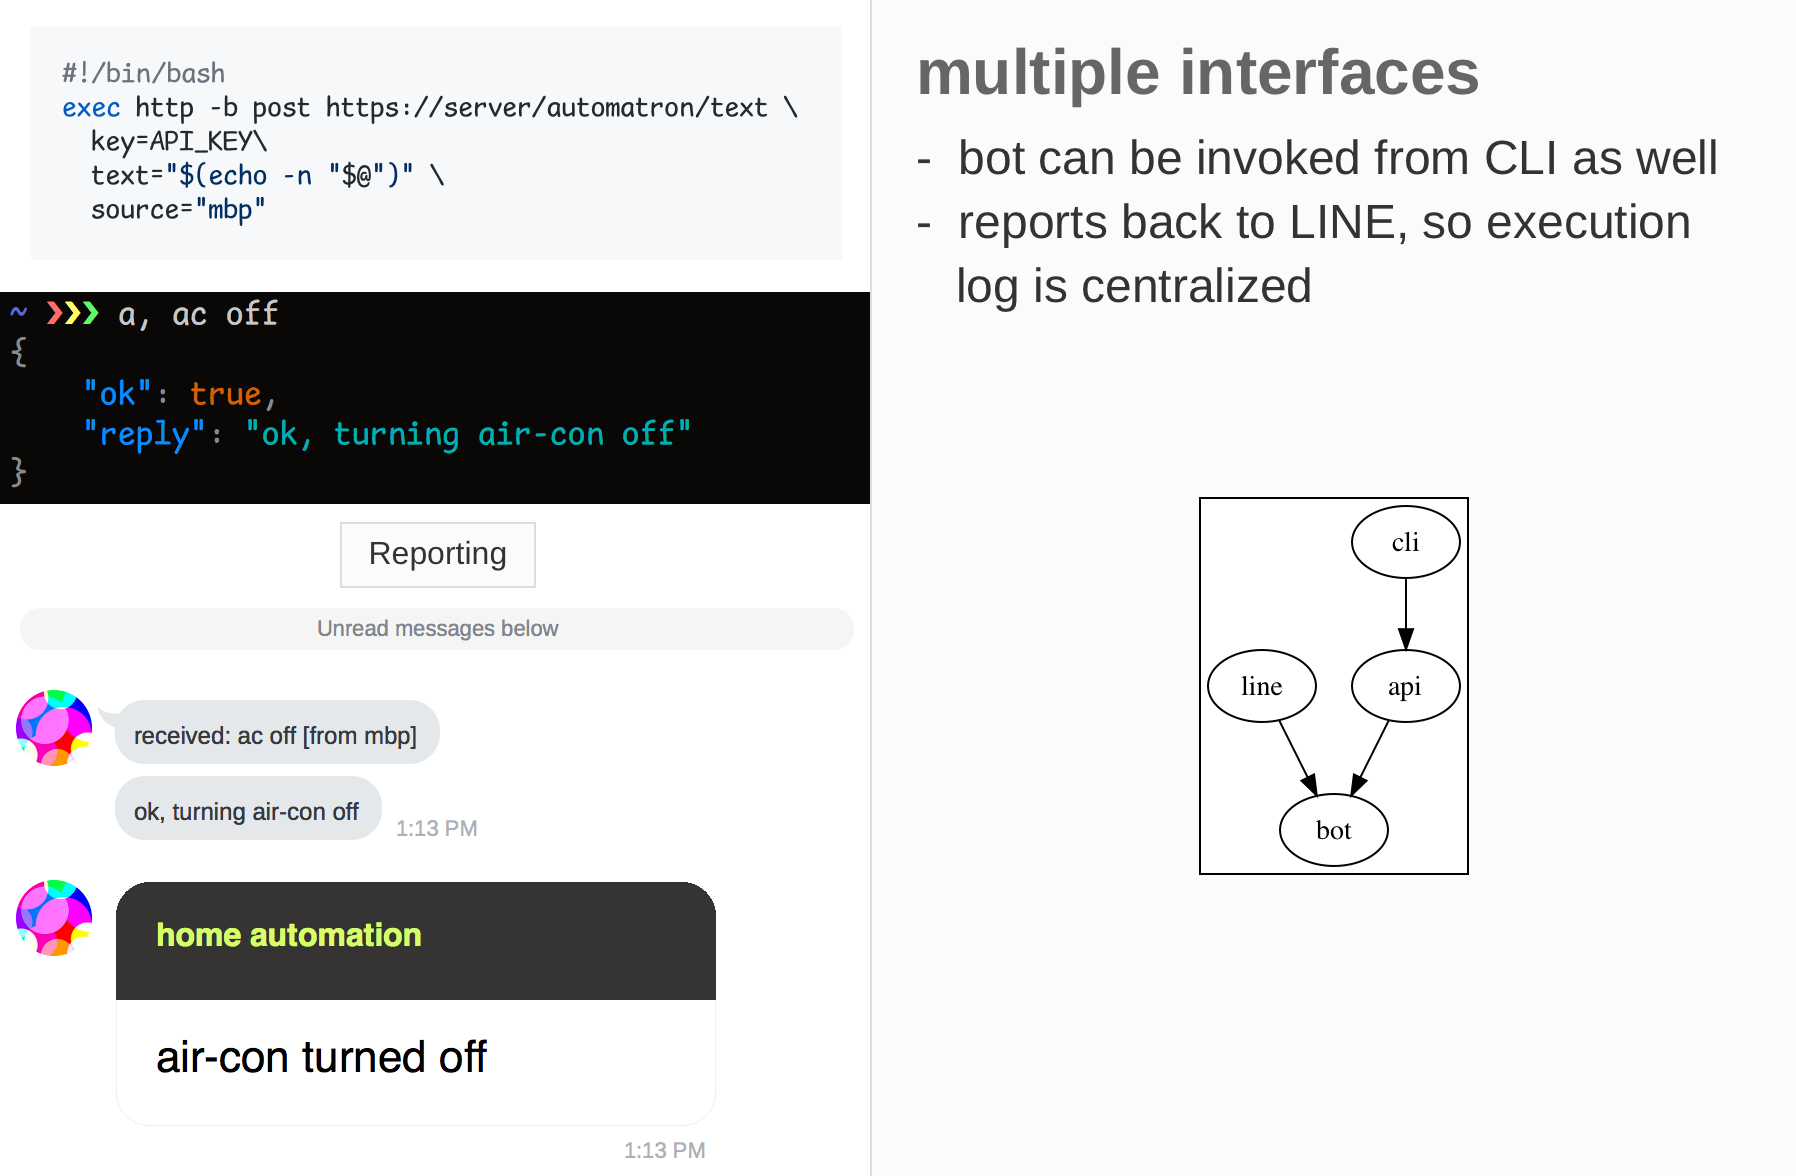 #!/bin/bash
exec http -b post https://server/automatron/text \
key=API_KEY\
text="$(echo -n "$@")" \
source="mbp"
~ ❯❯❯ a, ac off
{
"ok": true,
"reply": "ok, turning air-con off"
}
Reporting
Unread messages below
received: ac off [from mbp]
ok, turning air-con off
1:13 PM
home automation
air-con turned off
1:13 PM
multiple interfaces
- bot can be invoked from CLI as well
- reports back to LINE, so execution
log is centralized
cli
line
api
bot